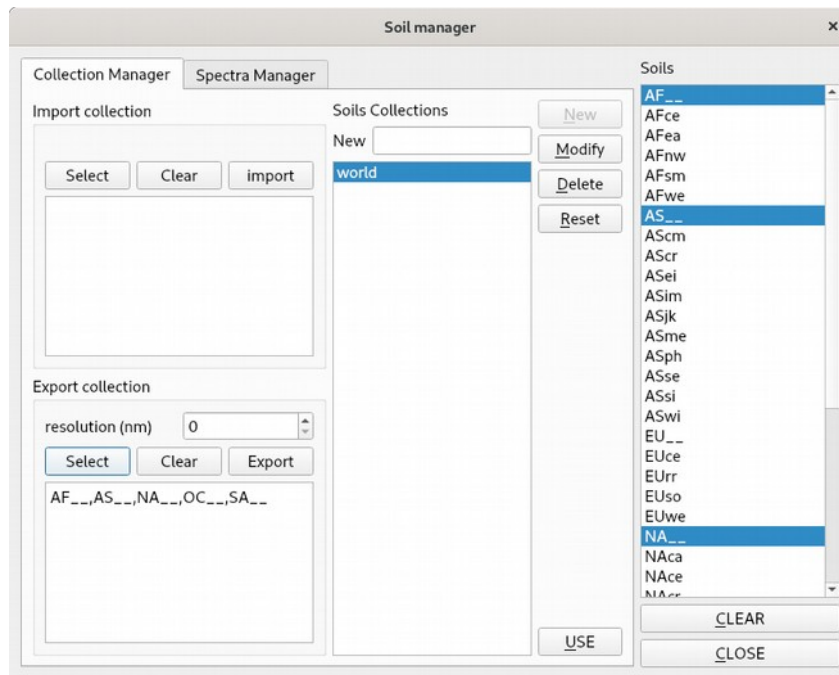 Soil manager
×
Collection Manager
Spectra Manager
Import collection
Select
Clear
import
Export collection
resolution (nm)
0
Select
Clear
Export
AF__,AS__,NA__,OC__,SA__
Soils Collections
New
world
New
Modify
Delete
Reset
USE
Soils
AF__
AFce
AFea
AFnw
AFsm
AFwe
AS__
AScm
AScr
ASei
ASim
ASjk
ASme
ASph
ASse
ASsi
ASwi
EU__
EUce
EUrr
EUso
EUwe
NA__
NAca
NAce
CLEAR
CLOSE